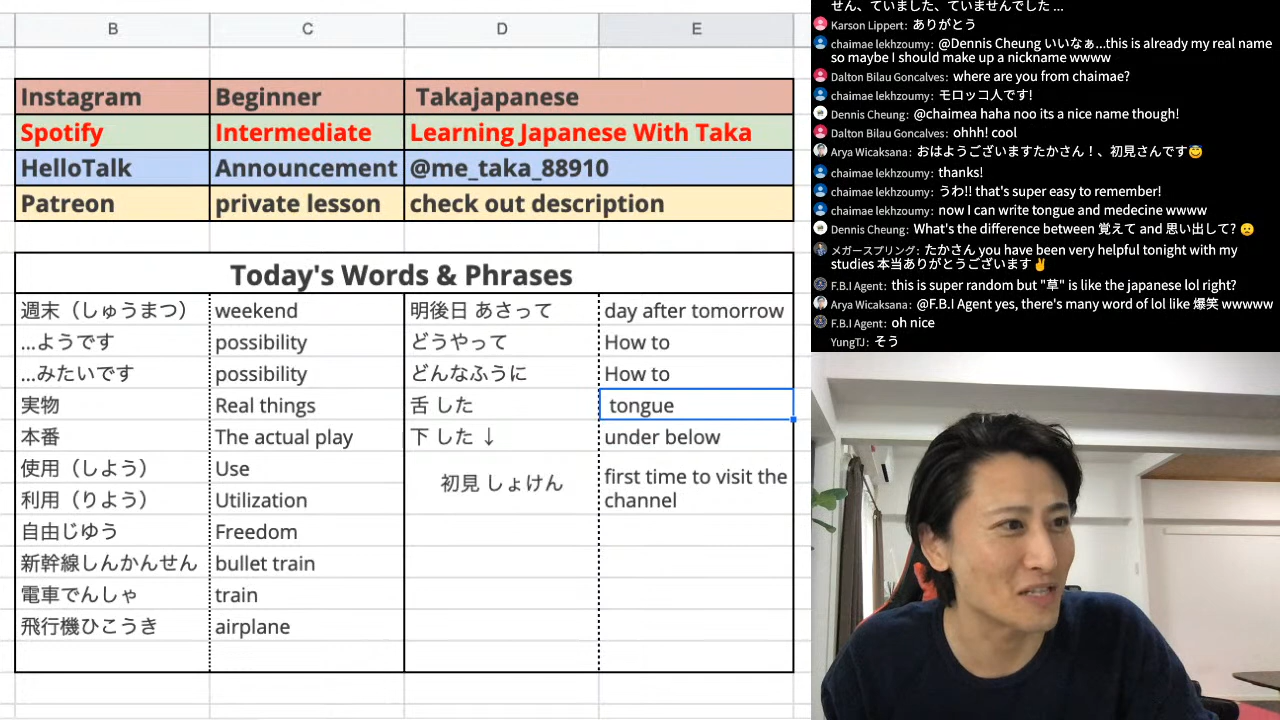 B C D E
Instagram Beginner Takajapanese
Spotify Intermediate Learning Japanese With Taka
HelloTalk Announcement @me_taka_88910
Patreon private lesson check out description
Today's Words & Phrases
週末（しゅうまつ） weekend 明後日 あさって day after tomorrow
...ようです possibility どうやって How to
...みたいです possibility どんなふうに How to
実物 Real things 舌 した tongue
本番 The actual play 下 した ↓ under below
使用（しよう） Use 初見 しょけん first time to visit the
利用（りよう） Utilization channel
自由じゆう Freedom
新幹線しんかんせん bullet train
電車でんしゃ train
飛行機ひこうき airplane
せん、ていました、ていませんでした ...
Karson Lippert: ありがとう
chaimae lekhzoumy: @Dennis Cheung いいなぁ...this is already my real name
so maybe I should make up a nickname wwww
Dalton Bilau Goncalves: where are you from chaimae?
chaimae lekhzoumy: モロッコ人です!
Dennis Cheung: @chaimea haha noo its a nice name though!
Dalton Bilau Goncalves: ohhh! cool
Arya Wicaksana: おはようございますたかさん！、初見さんです😇
chaimae lekhzoumy: thanks!
chaimae lekhzoumy: うわ!! that's super easy to remember!
chaimae lekhzoumy: now I can write tongue and medecine wwww
Dennis Cheung: What's the difference between 覚えて and 思い出して? 😕
メガースプリング: たかさん you have been very helpful tonight with my
studies 本当ありがとうございます✌
F.B.I Agent: this is super random but "草" is like the japanese lol right?
Arya Wicaksana: @F.B.I Agent yes, there's many word of lol like 爆笑 wwwww
F.B.I Agent: oh nice
YungTJ: そう